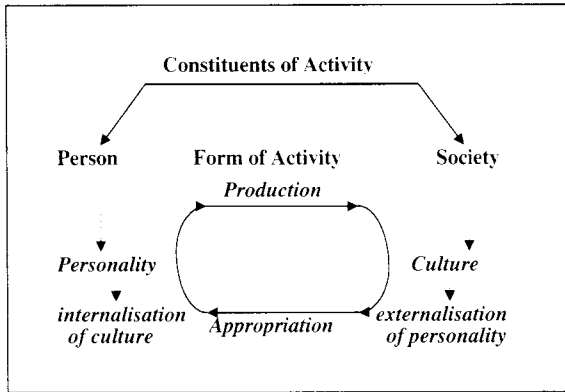 Constituents of Activity
Person Form of Activity Society
Production
Personality Culture
internalisation of culture
Appropriation
externalisation of personality